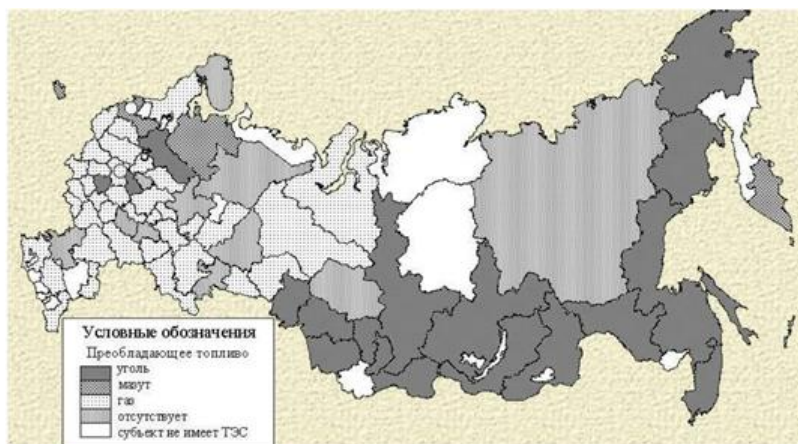 Условные обозначения
Преобладающее топливо
уголь
мазут
газ
отсутствует
субъект не имеет ТЭС